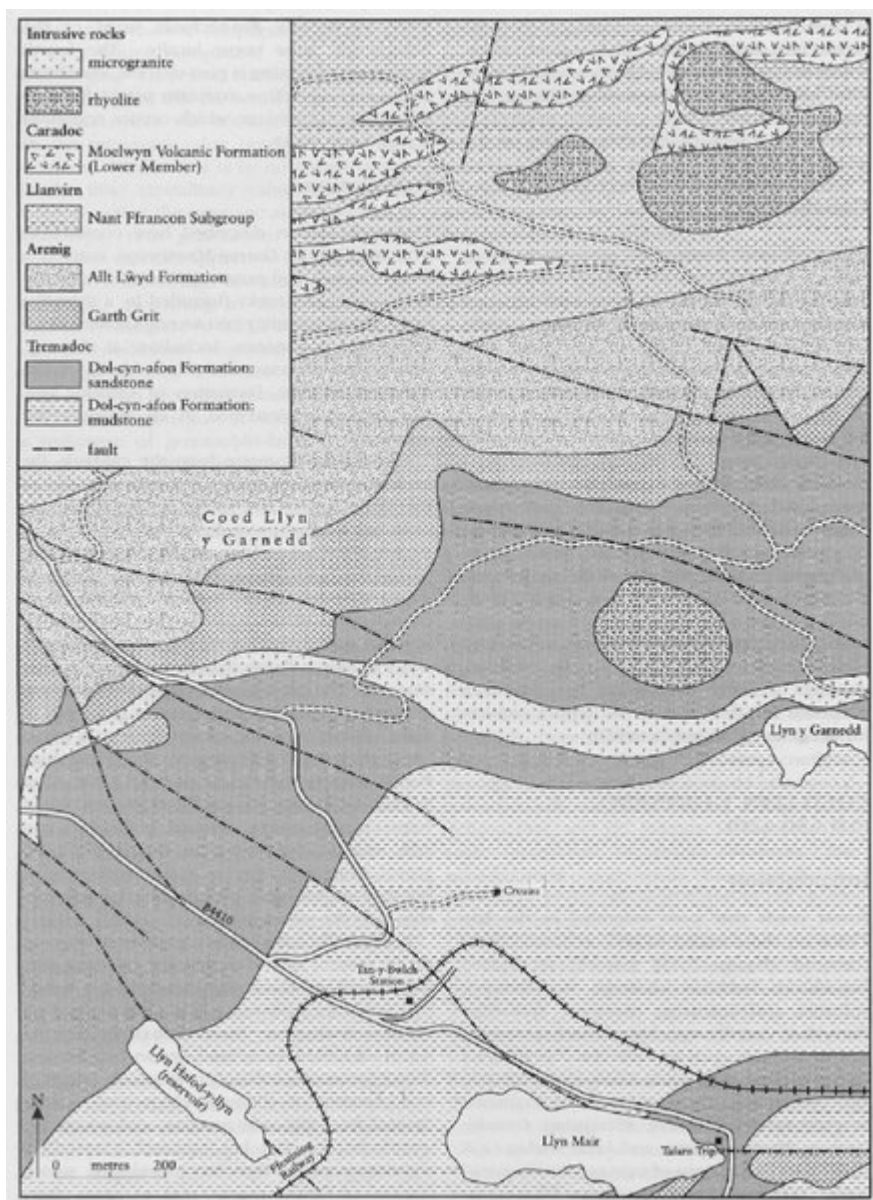 Intrusive rocks
microgranite
rhyolite
Caradoc
Moelwyn Volcanic Formation
(Lower Member)
Llanvirn
Nant Ffrancon Subgroup
Arenig
Allt Lŵyd Formation
Garth Grit
Tremadoc
Dol-cyn-afon Formation:
sandstone
Dol-cyn-afon Formation:
mudstone
fault
Coed Llyn
y Garnedd
Llyn y Garnedd
Creuau
B4410
Tan-y-Bwlch
Station
Llyn Hafod-y-llyn
(reservoir)
Llyn Mair
Ffestiniog
Railway
N
0 metres 200